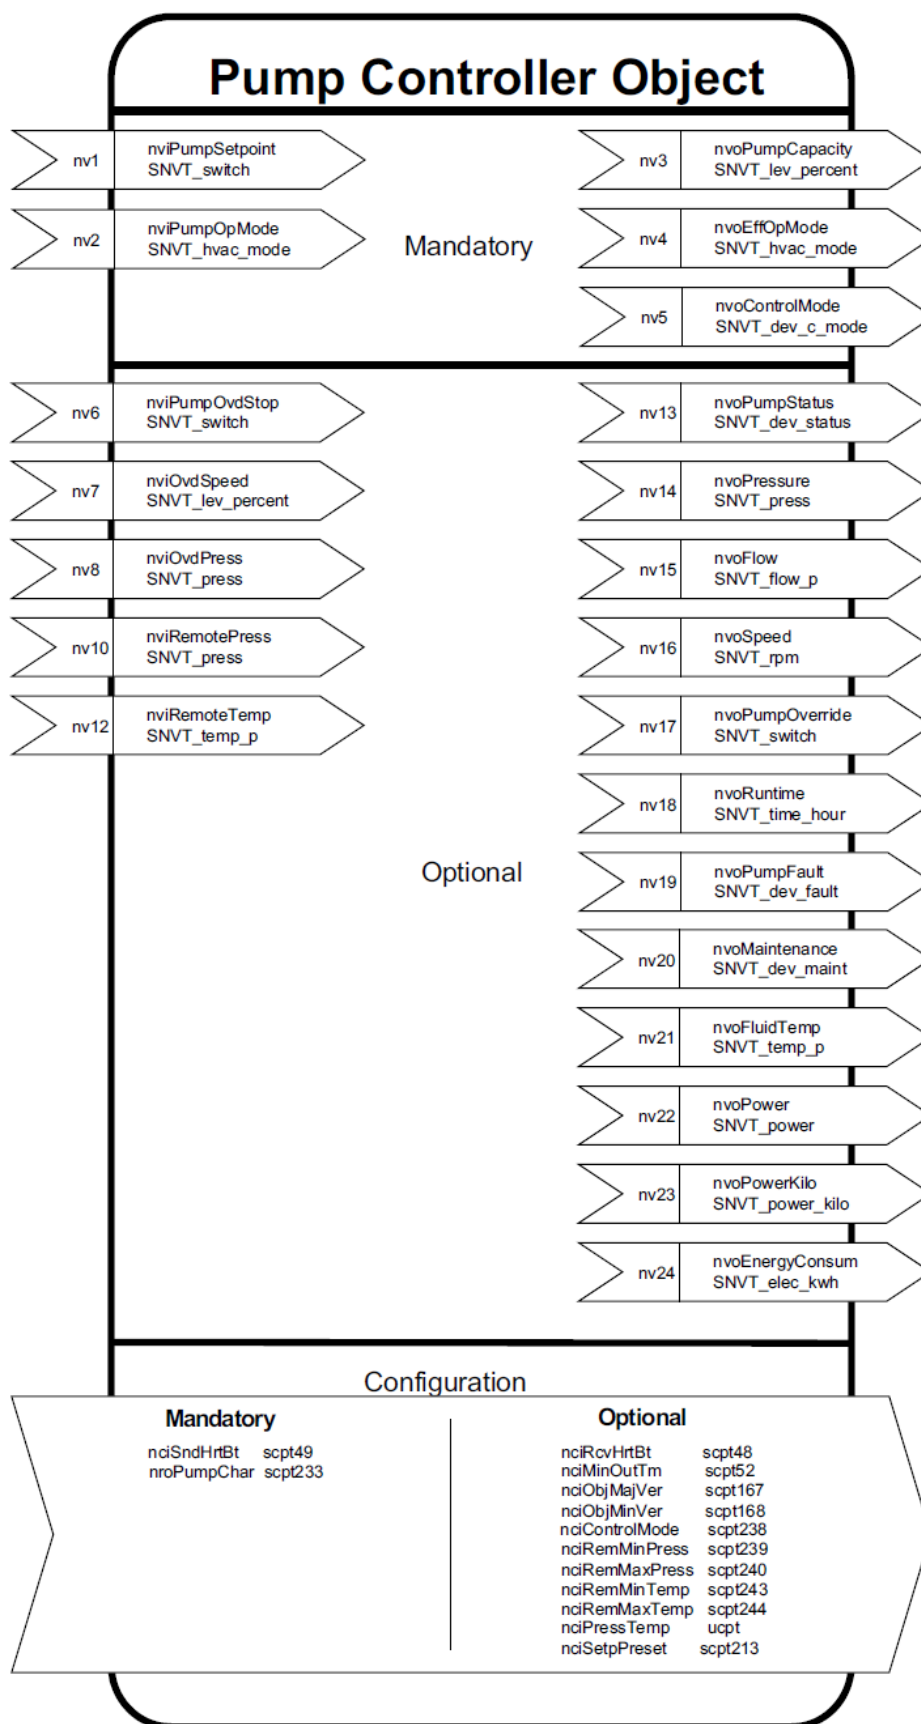 Pump Controller Object
nv1
nviPumpSetpoint
SNVT_switch
nv3
nvoPumpCapacity
SNVT_lev_percent
nv2
nviPumpOpMode
SNVT_hvac_mode
Mandatory
nv4
nvoEffOpMode
SNVT_hvac_mode
nv5
nvoControlMode
SNVT_dev_c_mode
nv6
nviPumpOvdStop
SNVT_switch
nv13
nvoPumpStatus
SNVT_dev_status
nv7
nviOvdSpeed
SNVT_lev_percent
nv14
nvoPressure
SNVT_press
nv8
nviOvdPress
SNVT_press
nv15
nvoFlow
SNVT_flow_p
nv10
nviRemotePress
SNVT_press
nv16
nvoSpeed
SNVT_rpm
nv12
nviRemoteTemp
SNVT_temp_p
nv17
nvoPumpOverride
SNVT_switch
nv18
nvoRuntime
SNVT_time_hour
Optional
nv19
nvoPumpFault
SNVT_dev_fault
nv20
nvoMaintenance
SNVT_dev_maint
nv21
nvoFluidTemp
SNVT_temp_p
nv22
nvoPower
SNVT_power
nv23
nvoPowerKilo
SNVT_power_kilo
nv24
nvoEnergyConsum
SNVT_elec_kwh
Configuration
Mandatory
nciSndHrtBt scpt49
nroPumpChar scpt233
Optional
nciRcvHrtBt scpt48
nciMinOutTm scpt52
nciObjMajVer scpt167
nciObjMinVer scpt168
nciControlMode scpt238
nciRemMinPress scpt239
nciRemMaxPress scpt240
nciRemMinTemp scpt243
nciRemMaxTemp scpt244
nciPressTemp ucpt
nciSetpPreset scpt213